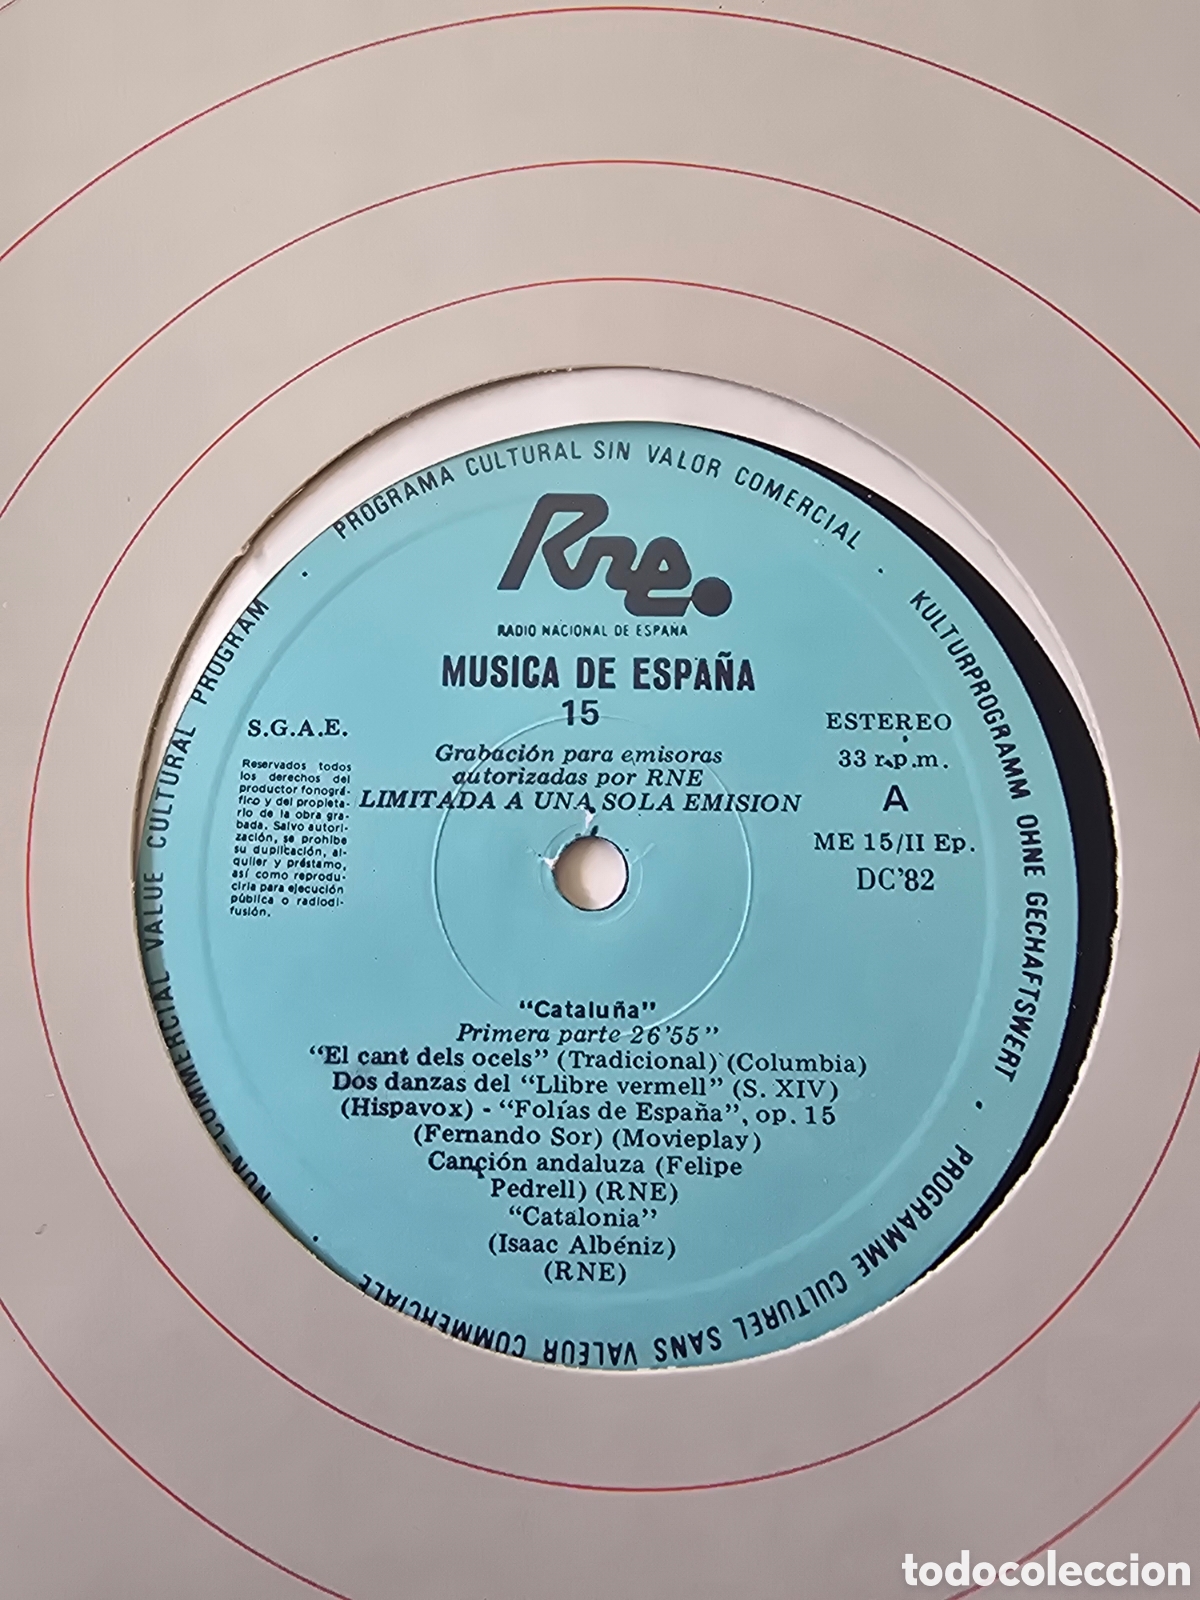 PROGRAMA CULTURAL SIN VALOR COMERCIAL
KULTURPROGRAMM OHNE GECHAFTSWERT
PROGRAMME CULTUREL SANS VALEUR COMMERCIALE
NON-COMMERCIAL VALUE CULTURAL PROGRAM
Rne.
RADIO NACIONAL DE ESPAÑA
MUSICA DE ESPAÑA
15
S.G.A.E.
Reservados todos
los derechos del
productor fonográ-
fico y del propieta-
rio de la obra gra-
bada. Salvo autori-
zación, se prohibe
su duplicación, al-
quiler y préstamo,
así como reprodu-
cirla para ejecución
pública o radiodi-
fusión.
Grabación para emisoras
autorizadas por RNE
LIMITADA A UNA SOLA EMISION
ESTEREO
33 r.p.m.
A
ME 15/II Ep.
DC'82
"Cataluña"
Primera parte 26'55"
"El cant dels ocels" (Tradicional) (Columbia)
Dos danzas del "Llibre vermell" (S. XIV)
(Hispavox) - "Folías de España", op. 15
(Fernando Sor) (Movieplay)
Canción andaluza (Felipe
Pedrell) (RNE)
"Catalonia"
(Isaac Albéniz)
(RNE)
todocoleccion